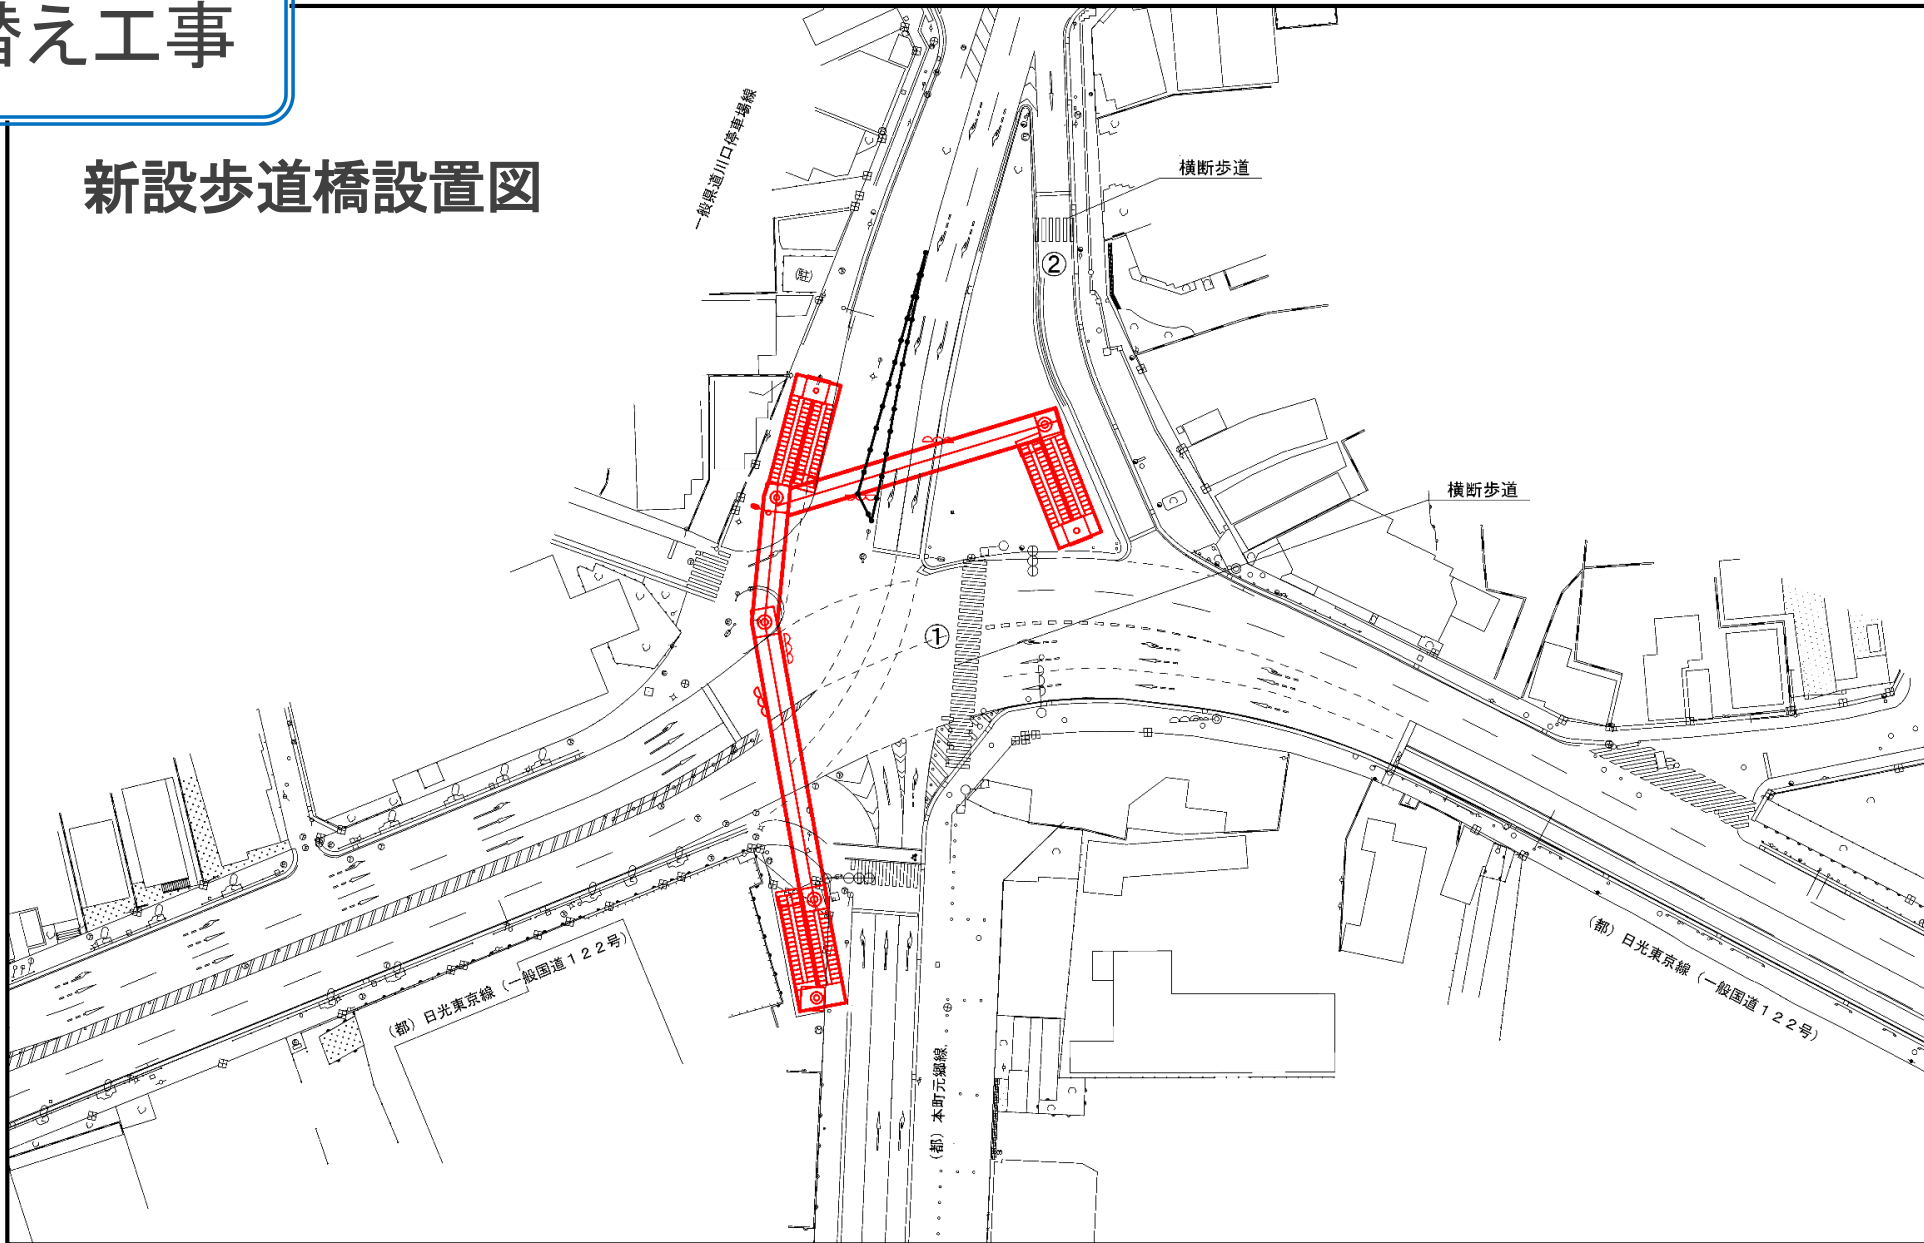 替え工事
新設歩道橋設置図
一般県道川口停車場線
横断歩道
(駐)
②
横断歩道
①
(都)日光東京線(一般国道122号)
(都)日光東京線(一般国道122号)
(都)本町元郷線